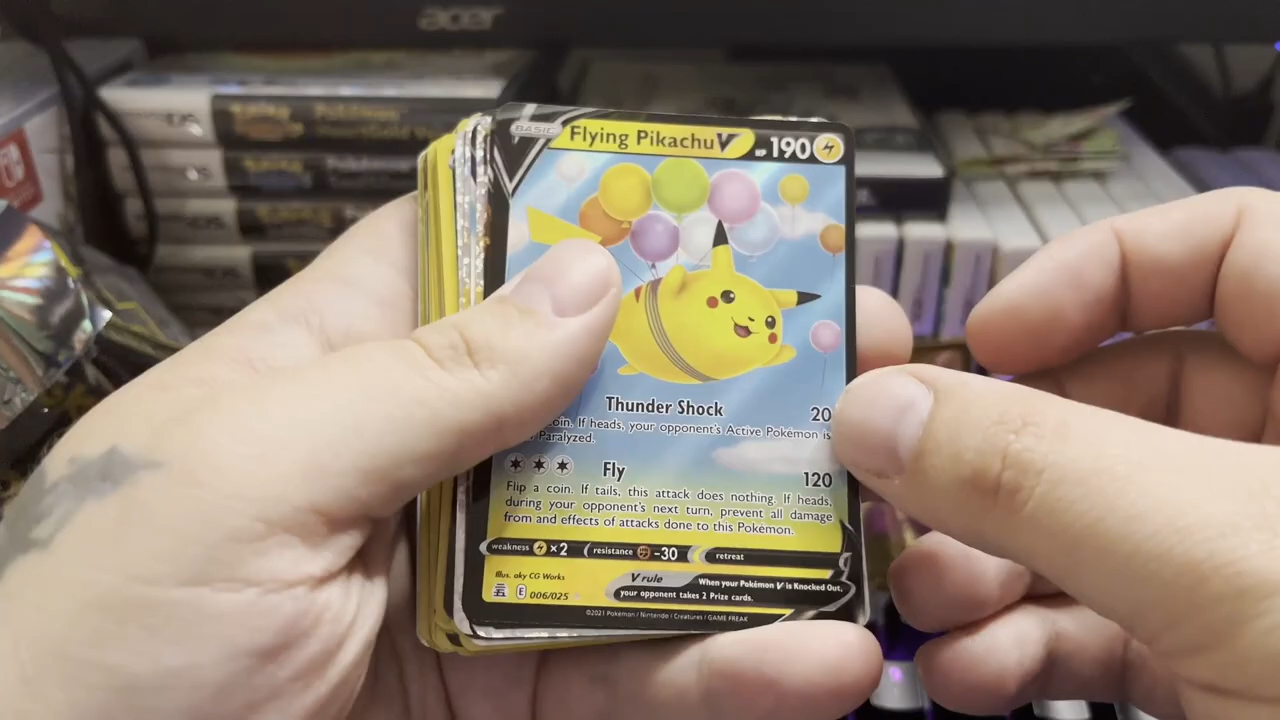 acer
BASIC Flying Pikachu V HP 190
Thunder Shock 20
coin. If heads, your opponent's Active Pokémon is
Paralyzed.
Fly 120
Flip a coin. If tails, this attack does nothing. If heads,
during your opponent's next turn, prevent all damage
from and effects of attacks done to this Pokémon.
weakness ×2 resistance -30 retreat
Illus. aky CG Works
E 006/025
V rule When your Pokémon V is Knocked Out,
your opponent takes 2 Prize cards.
©2021 Pokémon / Nintendo / Creatures / GAME FREAK